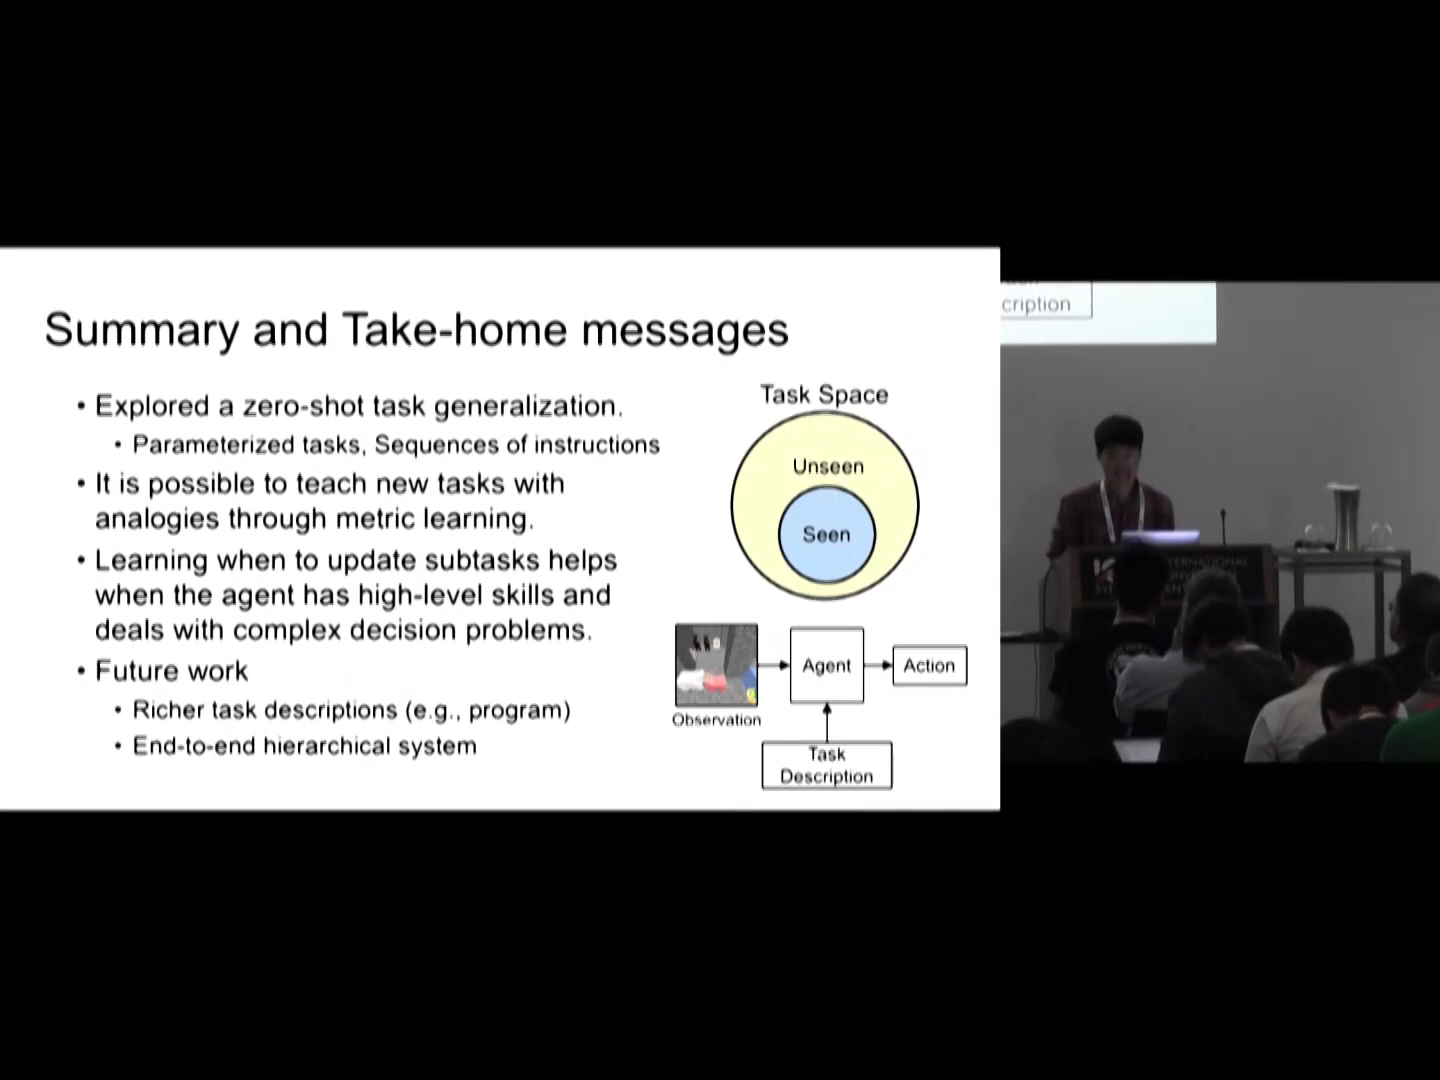 Summary and Take-home messages
• Explored a zero-shot task generalization.
• Parameterized tasks, Sequences of instructions
• It is possible to teach new tasks with
analogies through metric learning.
• Learning when to update subtasks helps
when the agent has high-level skills and
deals with complex decision problems.
• Future work
• Richer task descriptions (e.g., program)
• End-to-end hierarchical system
Task Space
Unseen
Seen
Observation
Agent
Action
Task
Description
cription